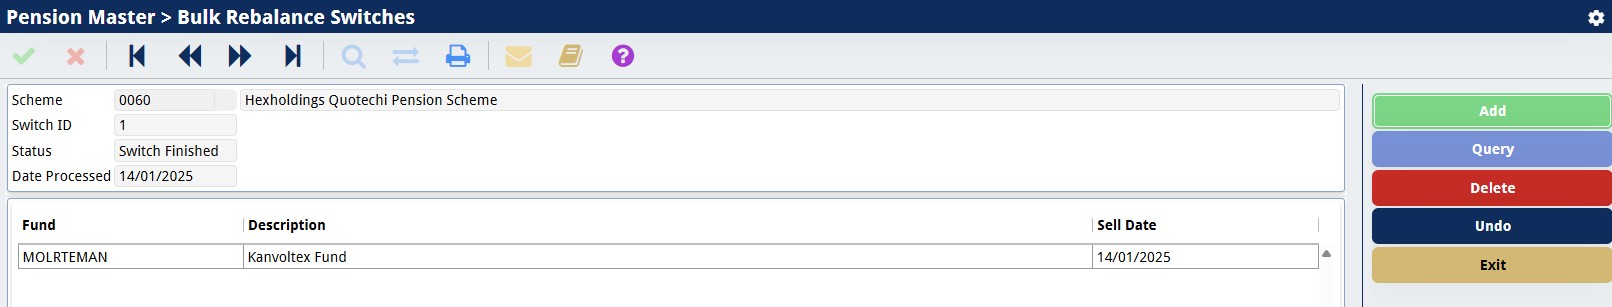 Pension Master > Bulk Rebalance Switches
?
Scheme 0060 Hexholdings Quotechi Pension Scheme
Switch ID 1
Status Switch Finished
Date Processed 14/01/2025
Fund Description Sell Date
MOLRTEMAN Kanvoltex Fund 14/01/2025
Add
Query
Delete
Undo
Exit